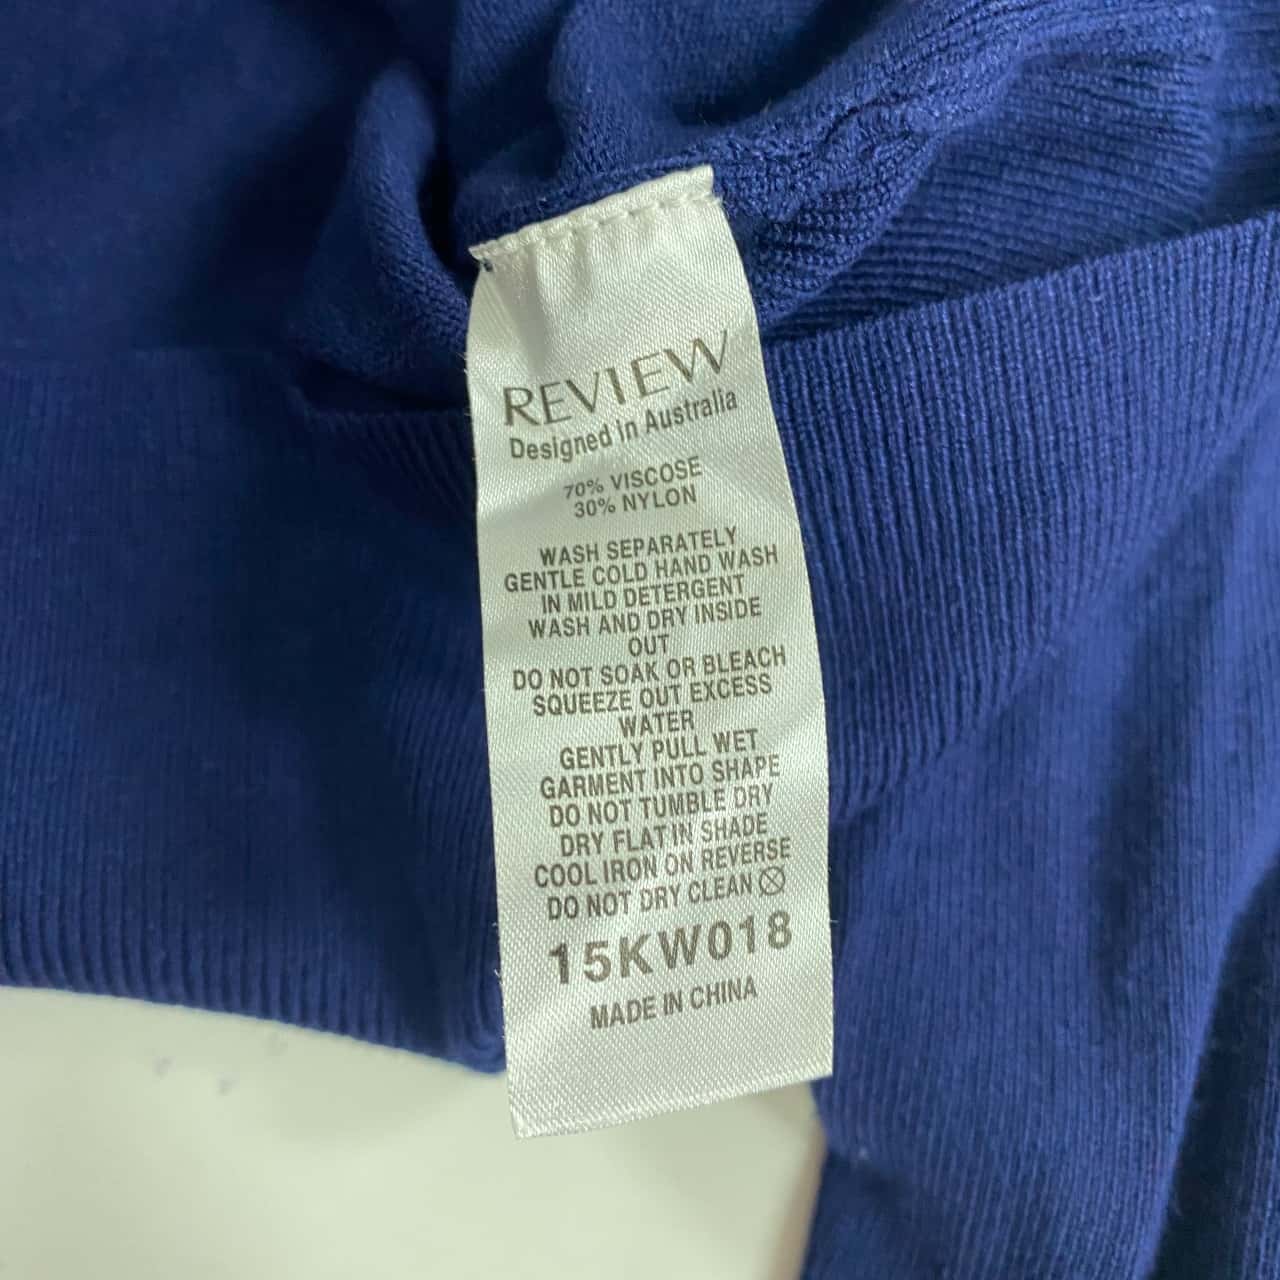 REVIEW
Designed in Australia
70% VISCOSE
30% NYLON
WASH SEPARATELY
GENTLE COLD HAND WASH
IN MILD DETERGENT
WASH AND DRY INSIDE
OUT
DO NOT SOAK OR BLEACH
SQUEEZE OUT EXCESS
WATER
GENTLY PULL WET
GARMENT INTO SHAPE
DO NOT TUMBLE DRY
DRY FLAT IN SHADE
COOL IRON ON REVERSE
DO NOT DRY CLEAN
15KW018
MADE IN CHINA